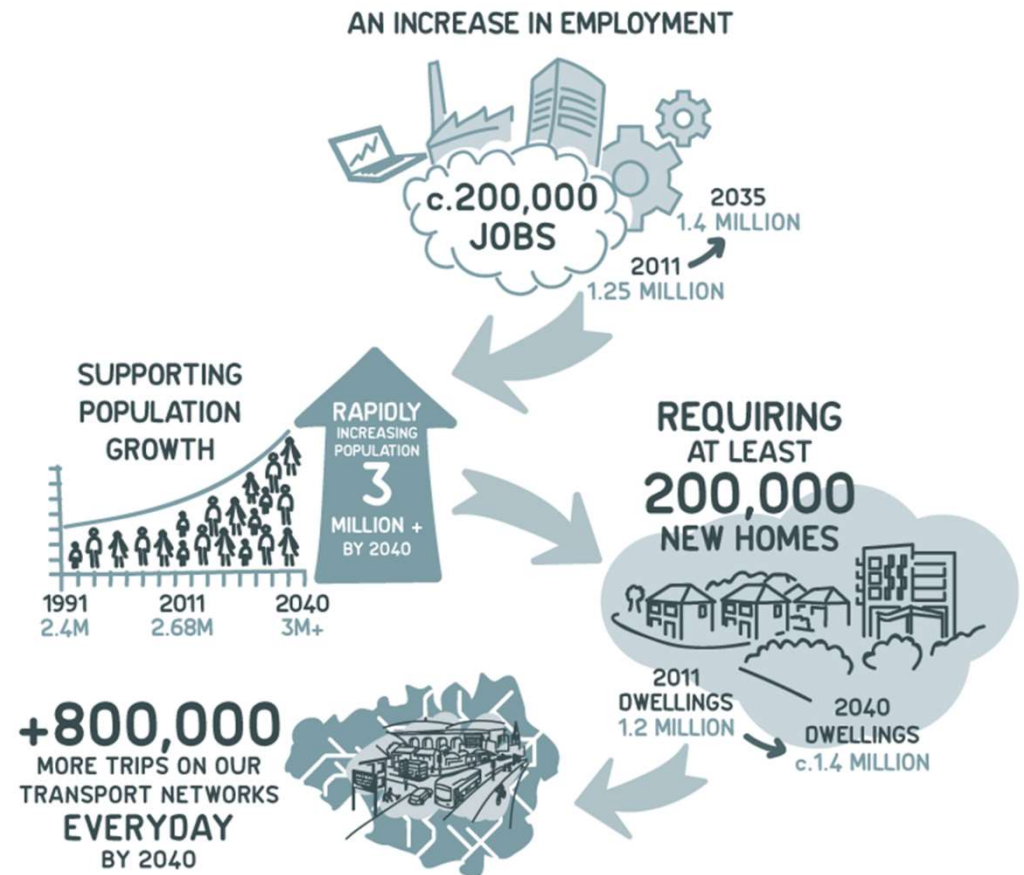 AN INCREASE IN EMPLOYMENT
c.200,000
JOBS
2035
1.4 MILLION
2011
1.25 MILLION
SUPPORTING
POPULATION
GROWTH
RAPIDLY
INCREASING
POPULATION
3
MILLION +
BY 2040
1991
2.4M
2011
2.68M
2040
3M+
REQUIRING
AT LEAST
200,000
NEW HOMES
2011
DWELLINGS
1.2 MILLION
2040
DWELLINGS
c.1.4 MILLION
+800,000
MORE TRIPS ON OUR
TRANSPORT NETWORKS
EVERYDAY
BY 2040